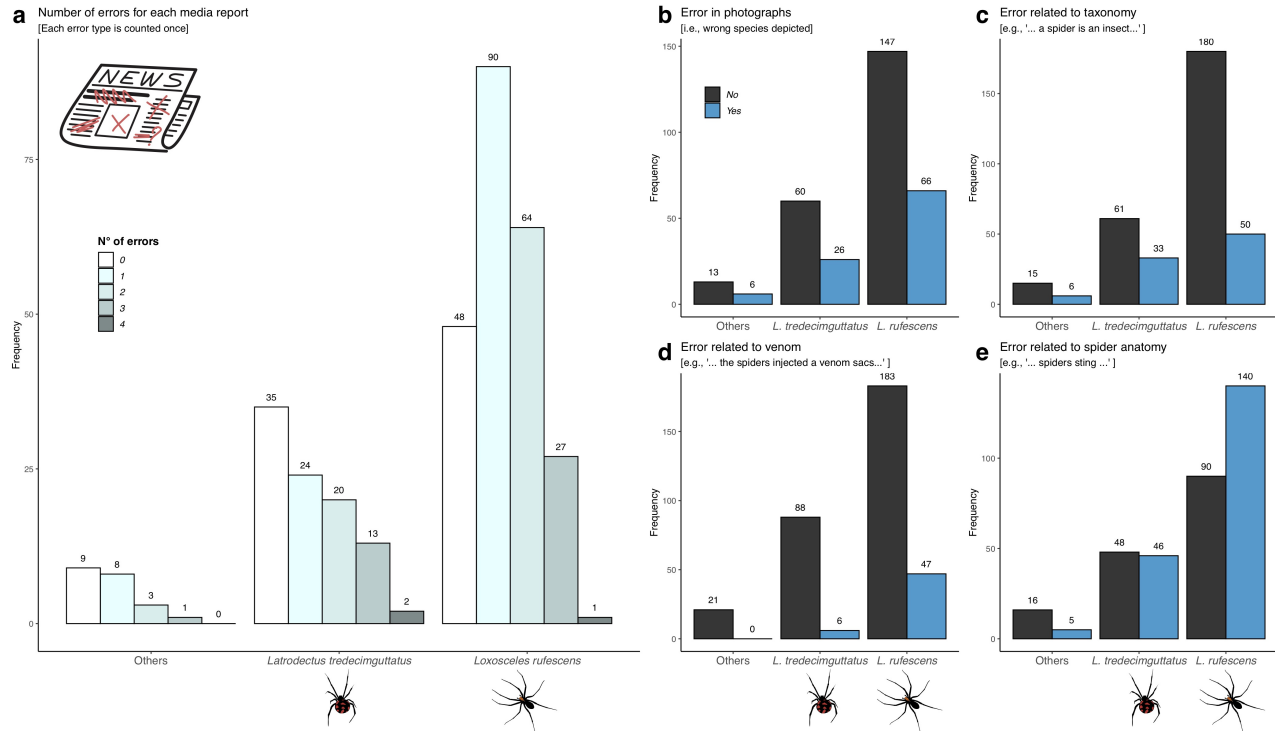 a Number of errors for each media report
[Each error type is counted once]
NEWS
90
75
N° of errors
0
1
2
3
4
64
50
48
Frequency
35
27
25
24
20
13
9
8
3
1
0
2
1
0
Others
Latrodectus tredecimguttatus
Loxosceles rufescens
b Error in photographs
[i.e., wrong species depicted]
150
147
No
Yes
100
Frequency
66
60
50
26
13
6
0
Others
L. tredecimguttatus
L. rufescens
c Error related to taxonomy
[e.g., '... a spider is an insect...' ]
180
150
100
Frequency
61
50
50
33
15
6
0
Others
L. tredecimguttatus
L. rufescens
d Error related to venom
[e.g., '... the spiders injected a venom sacs...' ]
183
150
100
Frequency
88
50
47
21
0
6
0
Others
L. tredecimguttatus
L. rufescens
e Error related to spider anatomy
[e.g., '... spiders sting ...' ]
140
100
Frequency
90
50
48
46
16
5
0
Others
L. tredecimguttatus
L. rufescens